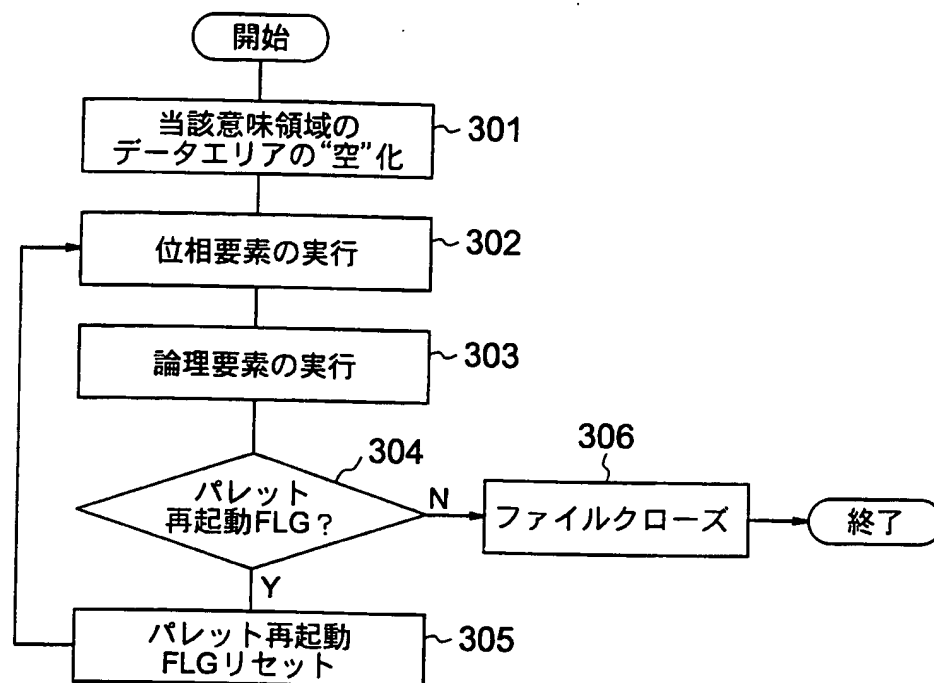 開始
当該意味領域の
データエリアの“空”化
301
位相要素の実行
302
論理要素の実行
303
パレット
再起動FLG？
304
N
Y
306
ファイルクローズ
終了
パレット再起動
FLGリセット
305